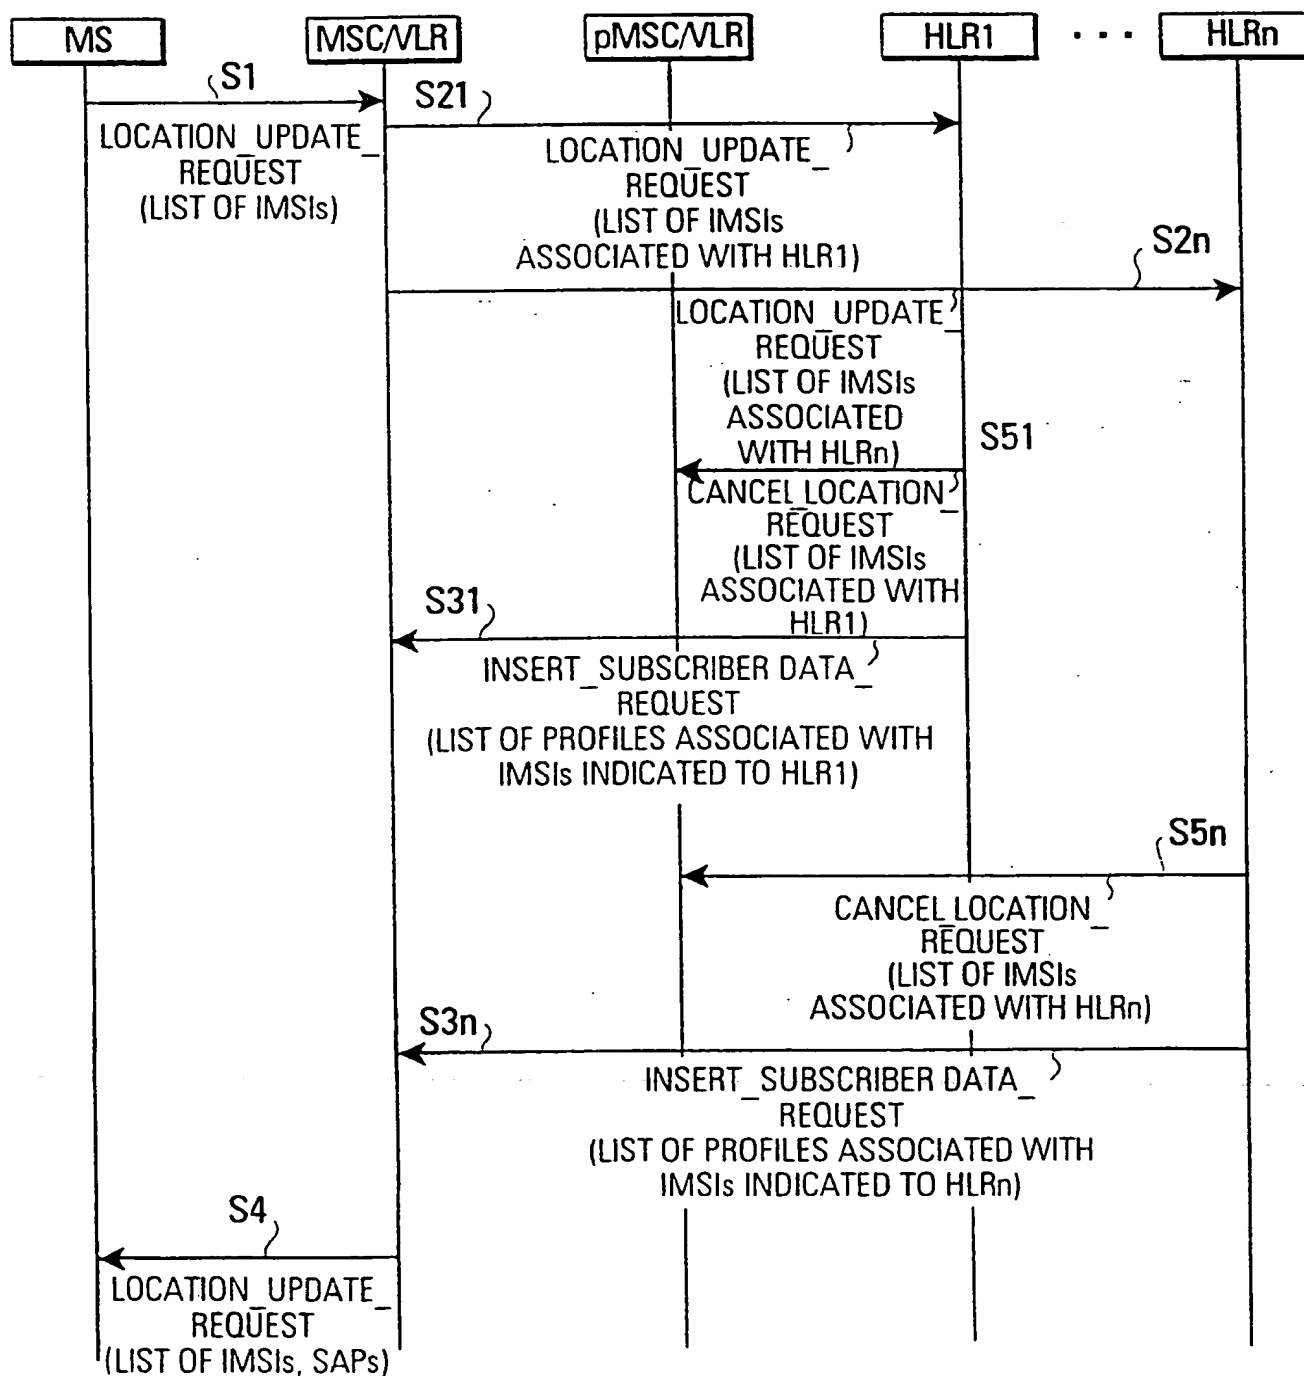 MS
MSC/VLR
pMSC/VLR
HLR1
· · ·
HLRn
S1
LOCATION_UPDATE_
REQUEST
(LIST OF IMSIs)
S21
LOCATION_UPDATE_
REQUEST
(LIST OF IMSIs
ASSOCIATED WITH HLR1)
S2n
LOCATION_UPDATE_
REQUEST
(LIST OF IMSIs
ASSOCIATED
WITH HLRn)
S51
CANCEL_LOCATION_
REQUEST
(LIST OF IMSIs
ASSOCIATED WITH
HLR1)
S31
INSERT_SUBSCRIBER DATA_
REQUEST
(LIST OF PROFILES ASSOCIATED WITH
IMSIs INDICATED TO HLR1)
S5n
CANCEL_LOCATION_
REQUEST
(LIST OF IMSIs
ASSOCIATED WITH HLRn)
S3n
INSERT_SUBSCRIBER DATA_
REQUEST
(LIST OF PROFILES ASSOCIATED WITH
IMSIs INDICATED TO HLRn)
S4
LOCATION_UPDATE_
REQUEST
(LIST OF IMSIs, SAPs)